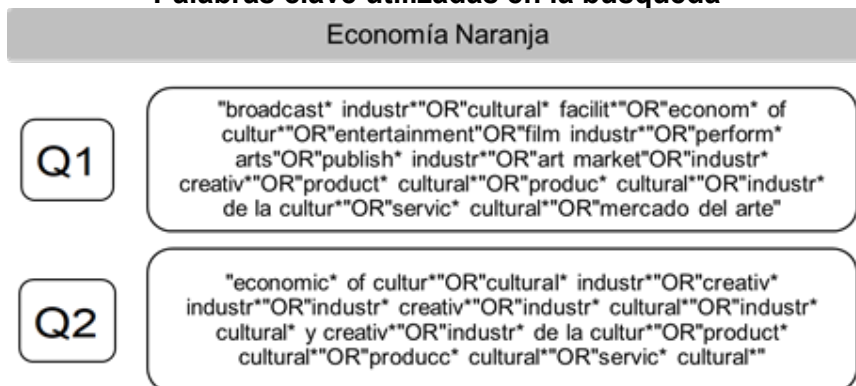 Palabras clave utilizadas en la búsqueda
Economía Naranja
Q1
"broadcast* industr*"OR"cultural* facilit*"OR"econom* of
cultur*"OR"entertainment"OR"film industr*"OR"perform*
arts"OR"publish* industr*"OR"art market"OR"industr*
creativ*"OR"product* cultural*"OR"produc* cultural*"OR"industr*
de la cultur*"OR"servic* cultural*"OR"mercado del arte"
Q2
"economic* of cultur*"OR"cultural* industr*"OR"creativ*
industr*"OR"industr* creativ*"OR"industr* cultural*"OR"industr*
cultural* y creativ*"OR"industr* de la cultur*"OR"product*
cultural*"OR"producc* cultural*"OR"servic* cultural*"